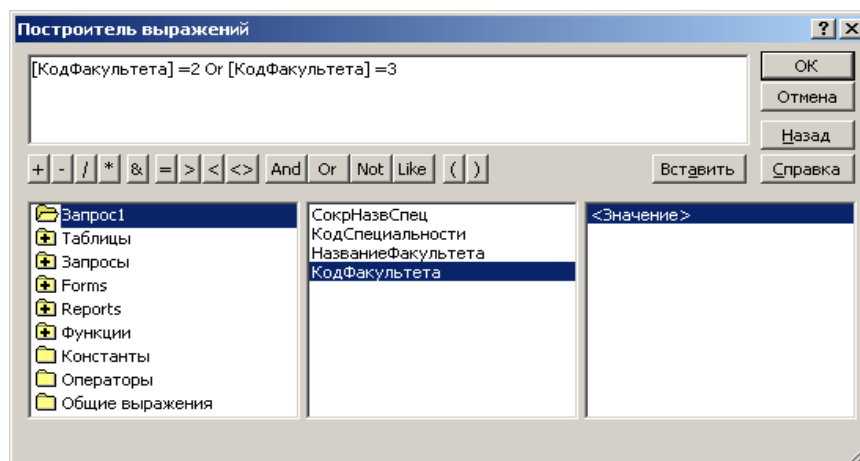 Построитель выражений ? X
[КодФакультета] =2 Or [КодФакультета] =3
ОК
Отмена
Назад
+ - / * & = > < <> And Or Not Like ( ) Вставить Справка
Запрос1
Таблицы
Запросы
Forms
Reports
Функции
Константы
Операторы
Общие выражения
СокрНазвСпец
КодСпециальности
НазваниеФакультета
КодФакультета
<Значение>